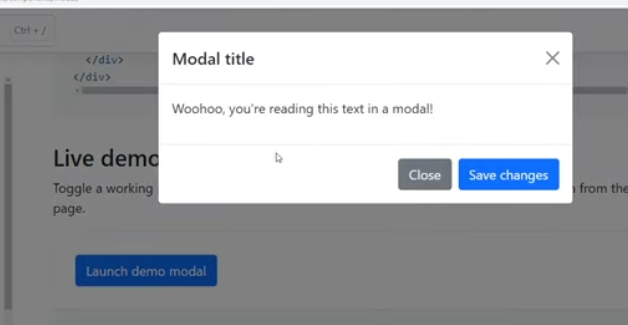 Ctrl + /
</div>
</div>
Modal title
Woohoo, you're reading this text in a modal!
Close
Save changes
Live demo
Toggle a working
from the
page.
Launch demo modal